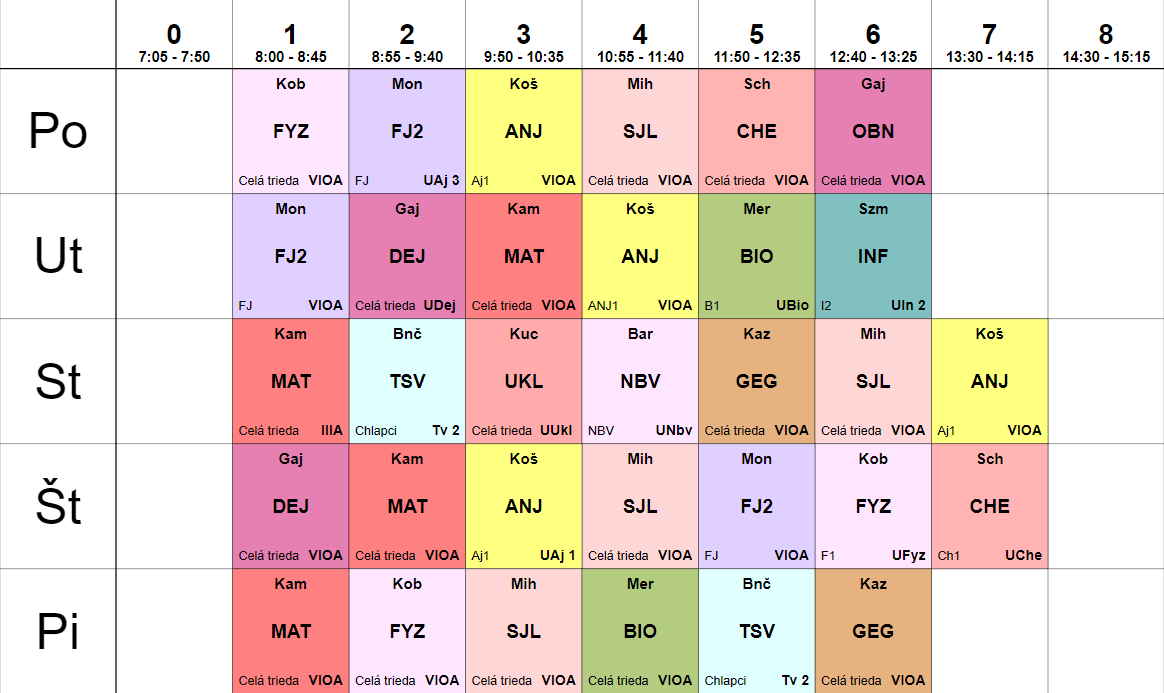 0 1 2 3 4 5 6 7 8
7:05 - 7:50 8:00 - 8:45 8:55 - 9:40 9:50 - 10:35 10:55 - 11:40 11:50 - 12:35 12:40 - 13:25 13:30 - 14:15 14:30 - 15:15
Kob Mon Koš Mih Sch Gaj
Po FYZ FJ2 ANJ SJL CHE OBN
Celá trieda VIOA FJ UAj 3 Aj1 VIOA Celá trieda VIOA Celá trieda VIOA Celá trieda VIOA
Mon Gaj Kam Koš Mer Szm
Ut FJ2 DEJ MAT ANJ BIO INF
FJ VIOA Celá trieda UDej Celá trieda VIOA ANJ1 VIOA B1 UBio I2 UIn 2
Kam Bnč Kuc Bar Kaz Mih Koš
St MAT TSV UKL NBV GEG SJL ANJ
Celá trieda IIIA Chlapci Tv 2 Celá trieda UUkl NBV UNbv Celá trieda VIOA Celá trieda VIOA Aj1 VIOA
Gaj Kam Koš Mih Mon Kob Sch
Št DEJ MAT ANJ SJL FJ2 FYZ CHE
Celá trieda VIOA Celá trieda VIOA Aj1 UAj 1 Celá trieda VIOA FJ VIOA F1 UFyz Ch1 UChe
Kam Kob Mih Mer Bnč Kaz
Pi MAT FYZ SJL BIO TSV GEG
Celá trieda VIOA Celá trieda VIOA Celá trieda VIOA Celá trieda VIOA Chlapci Tv 2 Celá trieda VIOA